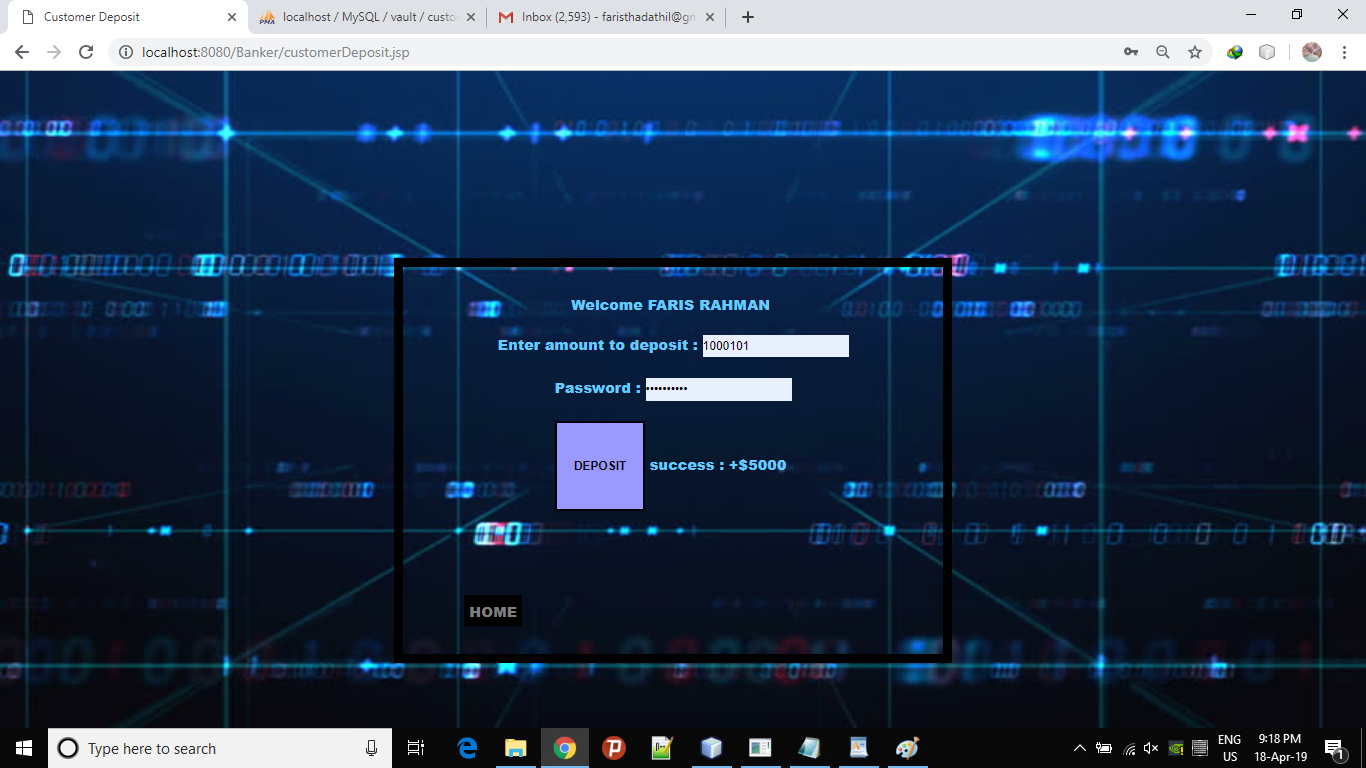 Customer Deposit
localhost / MySQL / vault / custo
Inbox (2,593) - faristhadathil@gm
localhost:8080/Banker/customerDeposit.jsp
Welcome FARIS RAHMAN
Enter amount to deposit : 1000101
Password : ••••••••••
DEPOSIT success : +$5000
HOME
Type here to search
ENG
US
9:18 PM
18-Apr-19
1